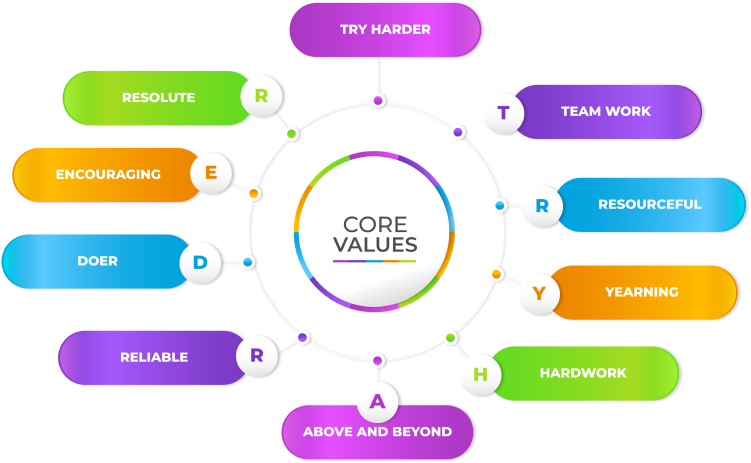 TRY HARDER
T
TEAM WORK
R
RESOURCEFUL
Y
YEARNING
H
HARDWORK
A
ABOVE AND BEYOND
R
RELIABLE
D
DOER
E
ENCOURAGING
R
RESOLUTE
CORE
VALUES